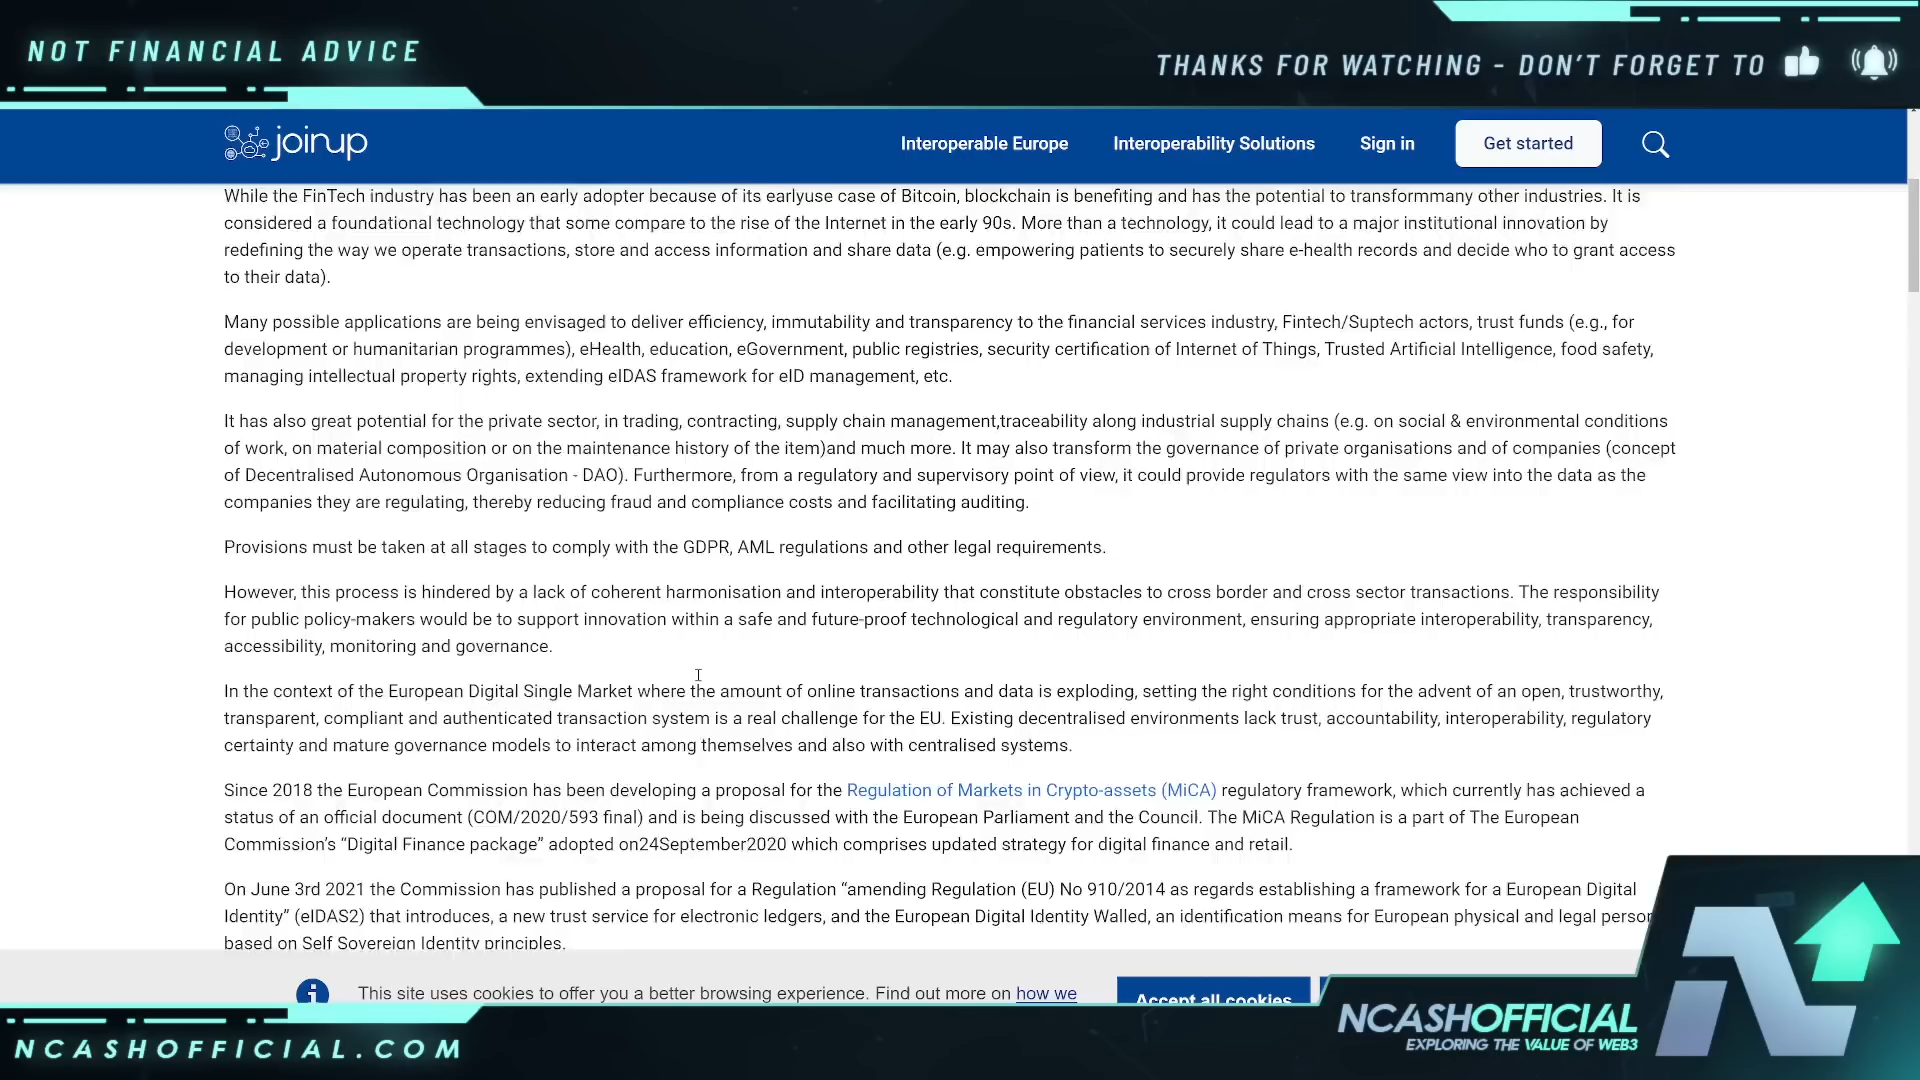 NOT FINANCIAL ADVICE
THANKS FOR WATCHING - DON'T FORGET TO
joinup
Interoperable Europe
Interoperability Solutions
Sign in
Get started
While the FinTech industry has been an early adopter because of its earlyuse case of Bitcoin, blockchain is benefiting and has the potential to transformmany other industries. It is
considered a foundational technology that some compare to the rise of the Internet in the early 90s. More than a technology, it could lead to a major institutional innovation by
redefining the way we operate transactions, store and access information and share data (e.g. empowering patients to securely share e-health records and decide who to grant access
to their data).
Many possible applications are being envisaged to deliver efficiency, immutability and transparency to the financial services industry, Fintech/Suptech actors, trust funds (e.g., for
development or humanitarian programmes), eHealth, education, eGovernment, public registries, security certification of Internet of Things, Trusted Artificial Intelligence, food safety,
managing intellectual property rights, extending eIDAS framework for eID management, etc.
It has also great potential for the private sector, in trading, contracting, supply chain management,traceability along industrial supply chains (e.g. on social & environmental conditions
of work, on material composition or on the maintenance history of the item)and much more. It may also transform the governance of private organisations and of companies (concept
of Decentralised Autonomous Organisation - DAO). Furthermore, from a regulatory and supervisory point of view, it could provide regulators with the same view into the data as the
companies they are regulating, thereby reducing fraud and compliance costs and facilitating auditing.
Provisions must be taken at all stages to comply with the GDPR, AML regulations and other legal requirements.
However, this process is hindered by a lack of coherent harmonisation and interoperability that constitute obstacles to cross border and cross sector transactions. The responsibility
for public policy-makers would be to support innovation within a safe and future-proof technological and regulatory environment, ensuring appropriate interoperability, transparency,
accessibility, monitoring and governance.
In the context of the European Digital Single Market where the amount of online transactions and data is exploding, setting the right conditions for the advent of an open, trustworthy,
transparent, compliant and authenticated transaction system is a real challenge for the EU. Existing decentralised environments lack trust, accountability, interoperability, regulatory
certainty and mature governance models to interact among themselves and also with centralised systems.
Since 2018 the European Commission has been developing a proposal for the Regulation of Markets in Crypto-assets (MiCA) regulatory framework, which currently has achieved a
status of an official document (COM/2020/593 final) and is being discussed with the European Parliament and the Council. The MiCA Regulation is a part of The European
Commission's “Digital Finance package” adopted on24September2020 which comprises updated strategy for digital finance and retail.
On June 3rd 2021 the Commission has published a proposal for a Regulation “amending Regulation (EU) No 910/2014 as regards establishing a framework for a European Digital
Identity” (eIDAS2) that introduces, a new trust service for electronic ledgers, and the European Digital Identity Walled, an identification means for European physical and legal person
based on Self Sovereign Identity principles.
This site uses cookies to offer you a better browsing experience. Find out more on how we
Accept all cookies
NCASHOFFICIAL
EXPLORING THE VALUE OF WEB3
NCASHOFFICIAL.COM